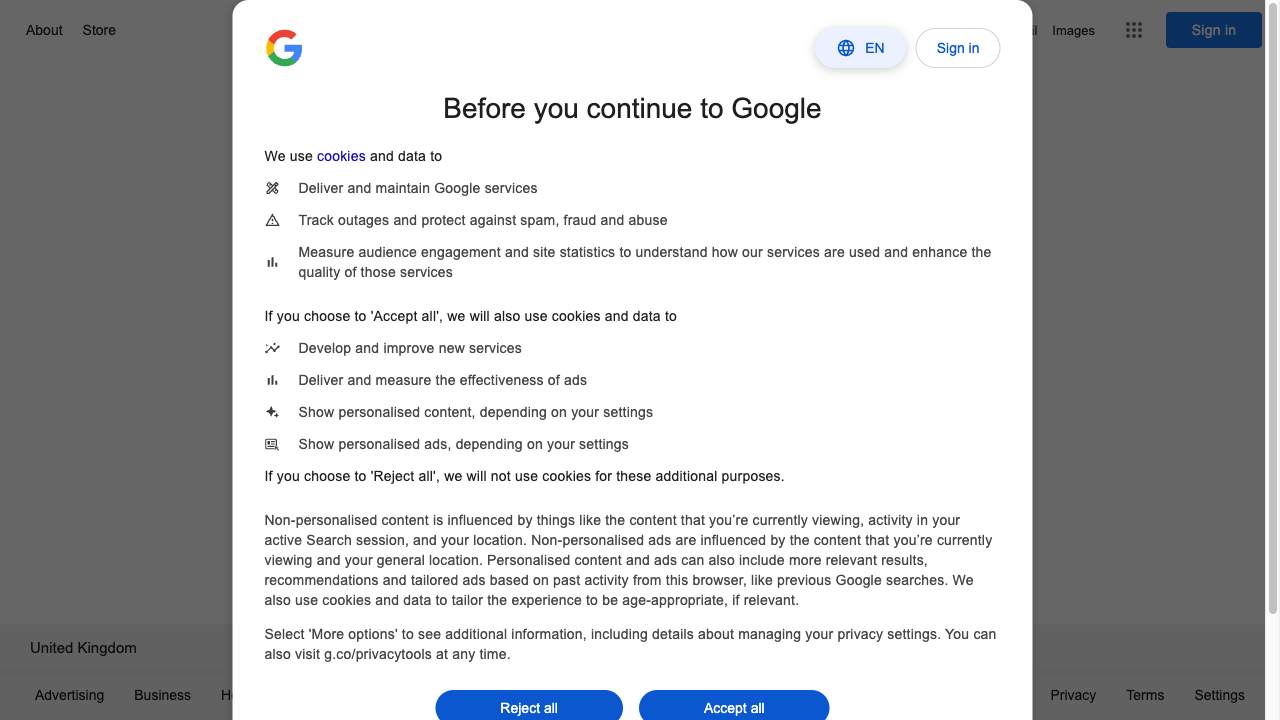 About
Store
Images
Sign in
EN
Sign in
Before you continue to Google
We use cookies and data to
Deliver and maintain Google services
Track outages and protect against spam, fraud and abuse
Measure audience engagement and site statistics to understand how our services are used and enhance the
quality of those services
If you choose to 'Accept all', we will also use cookies and data to
Develop and improve new services
Deliver and measure the effectiveness of ads
Show personalised content, depending on your settings
Show personalised ads, depending on your settings
If you choose to 'Reject all', we will not use cookies for these additional purposes.
Non-personalised content is influenced by things like the content that you’re currently viewing, activity in your
active Search session, and your location. Non-personalised ads are influenced by the content that you’re currently
viewing and your general location. Personalised content and ads can also include more relevant results,
recommendations and tailored ads based on past activity from this browser, like previous Google searches. We
also use cookies and data to tailor the experience to be age-appropriate, if relevant.
Select 'More options' to see additional information, including details about managing your privacy settings. You can
also visit g.co/privacytools at any time.
Reject all
Accept all
United Kingdom
Advertising
Business
Privacy
Terms
Settings